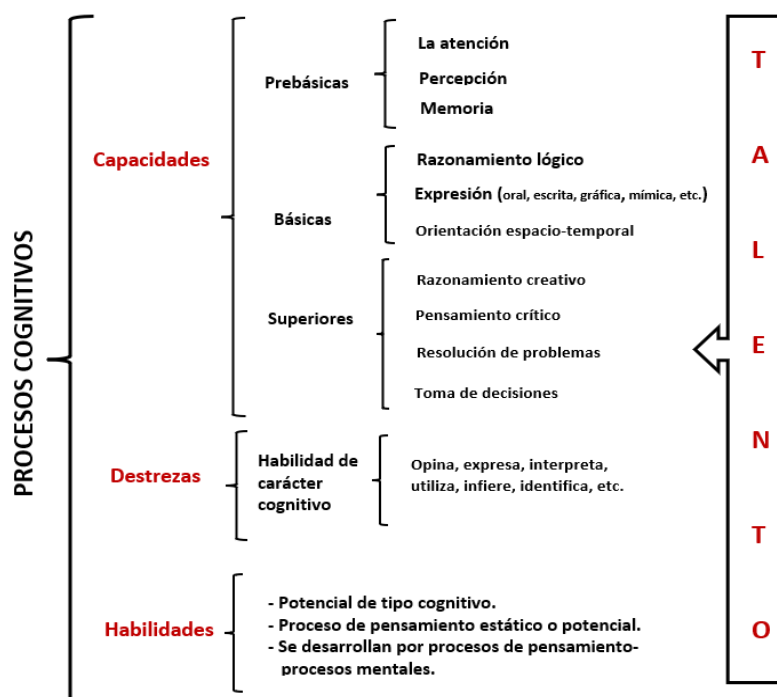 PROCESOS COGNITIVOS
Capacidades
Prebásicas
La atención
Percepción
Memoria
Básicas
Razonamiento lógico
Expresión (oral, escrita, gráfica, mímica, etc.)
Orientación espacio-temporal
Superiores
Razonamiento creativo
Pensamiento crítico
Resolución de problemas
Toma de decisiones
Destrezas
Habilidad de
carácter
cognitivo
Opina, expresa, interpreta,
utiliza, infiere, identifica, etc.
Habilidades
- Potencial de tipo cognitivo.
- Proceso de pensamiento estático o potencial.
- Se desarrollan por procesos de pensamiento-
procesos mentales.
T
A
L
E
N
T
O